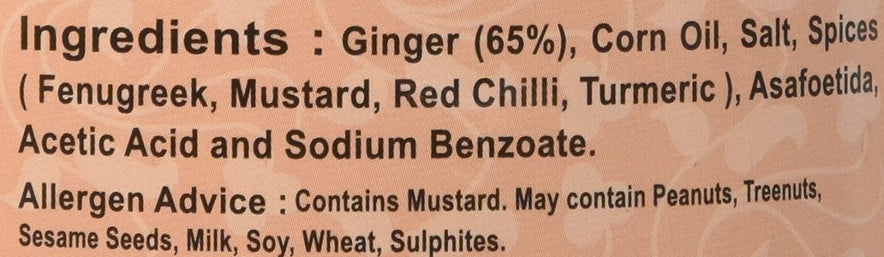 Ingredients : Ginger (65%), Corn Oil, Salt, Spices
( Fenugreek, Mustard, Red Chilli, Turmeric ), Asafoetida,
Acetic Acid and Sodium Benzoate.
Allergen Advice : Contains Mustard. May contain Peanuts, Treenuts,
Sesame Seeds, Milk, Soy, Wheat, Sulphites.